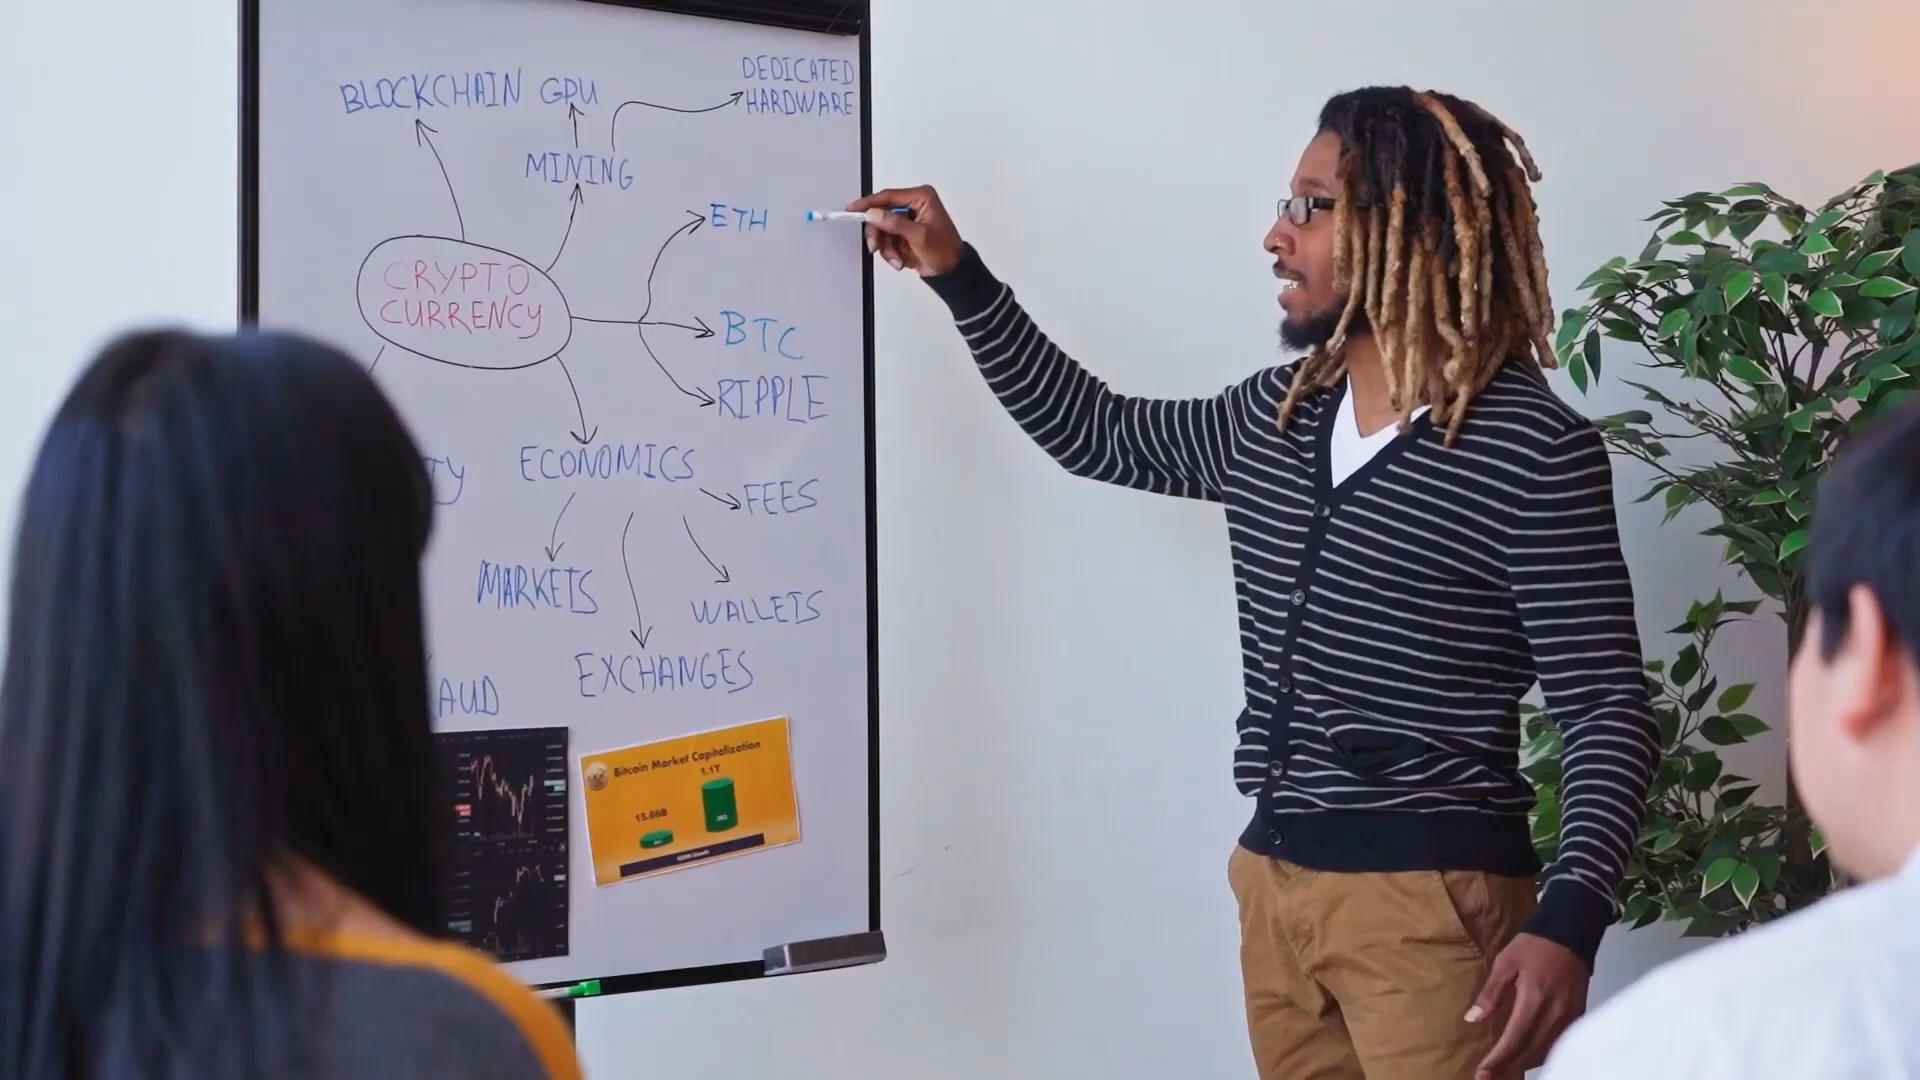 DEDICATED
HARDWARE
BLOCKCHAIN
GPU
MINING
ETH
CRYPTO
CURRENCY
BTC
RIPPLE
ECONOMICS
FEES
MARKETS
WALLETS
EXCHANGES
AUD
Bitcoin Market Capitalization
1.1T
15.66B